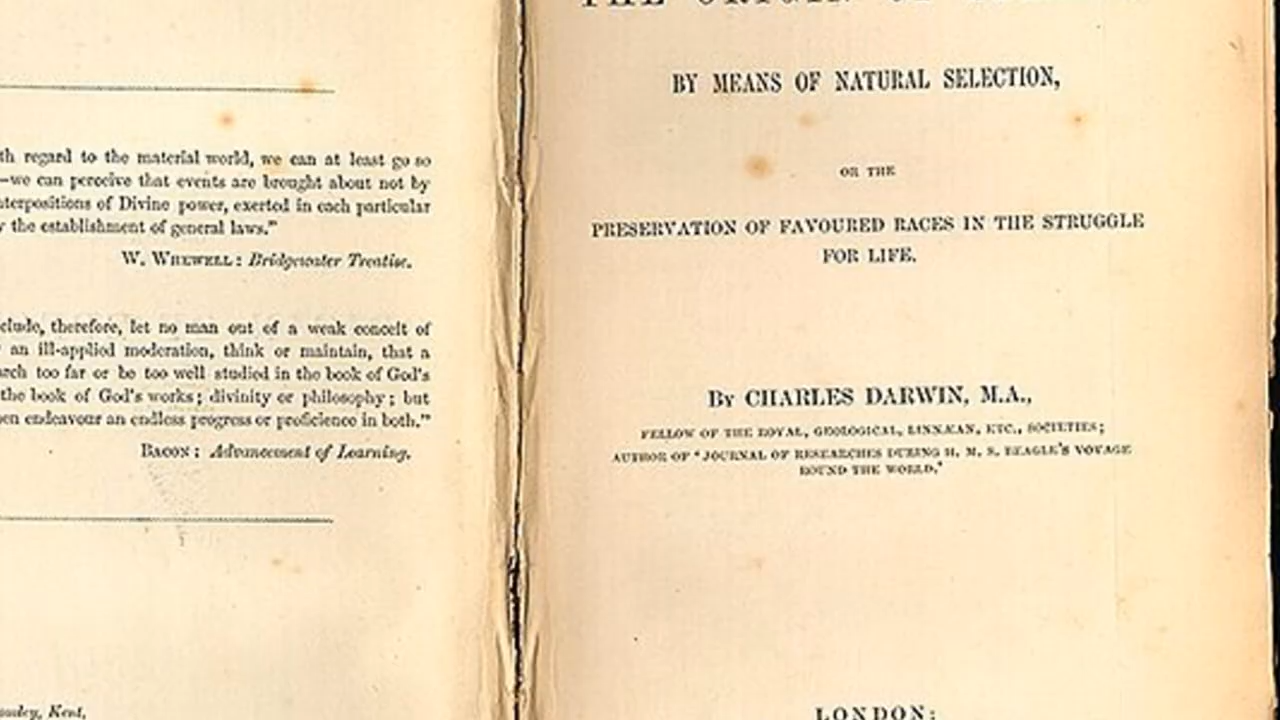 th regard to the material world, we can at least go so
—we can perceive that events are brought about not by
nterpositions of Divine power, exerted in each particular
y the establishment of general laws."
W. WHEWELL: Bridgewater Treatise.
clude, therefore, let no man out of a weak conceit of
an ill-applied moderation, think or maintain, that a
arch too far or be too well studied in the book of God's
the book of God's works; divinity or philosophy; but
en endeavour an endless progress or proficience in both."
BACON: Advancement of Learning.
Kent,
THE ORIGIN OF
BY MEANS OF NATURAL SELECTION,
OR THE
PRESERVATION OF FAVOURED RACES IN THE STRUGGLE
FOR LIFE.
By CHARLES DARWIN, M.A.,
FELLOW OF THE ROYAL, GEOLOGICAL, LINNÆAN, ETC., SOCIETIES;
AUTHOR OF 'JOURNAL OF RESEARCHES DURING H. M. S. BEAGLE'S VOYAGE
ROUND THE WORLD.'
LONDON: